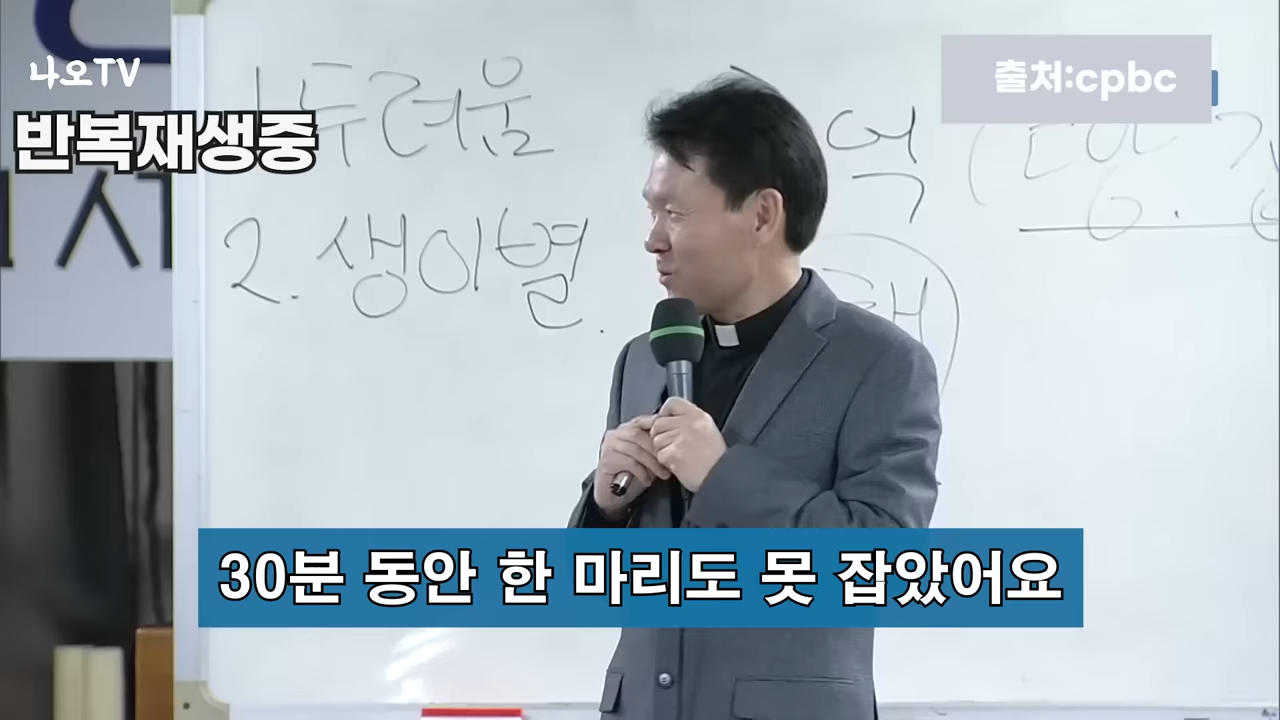 나오TV
출처:cpbc
반복재생중
1 두려움
2. 생이별.
30분 동안 한 마리도 못 잡았어요